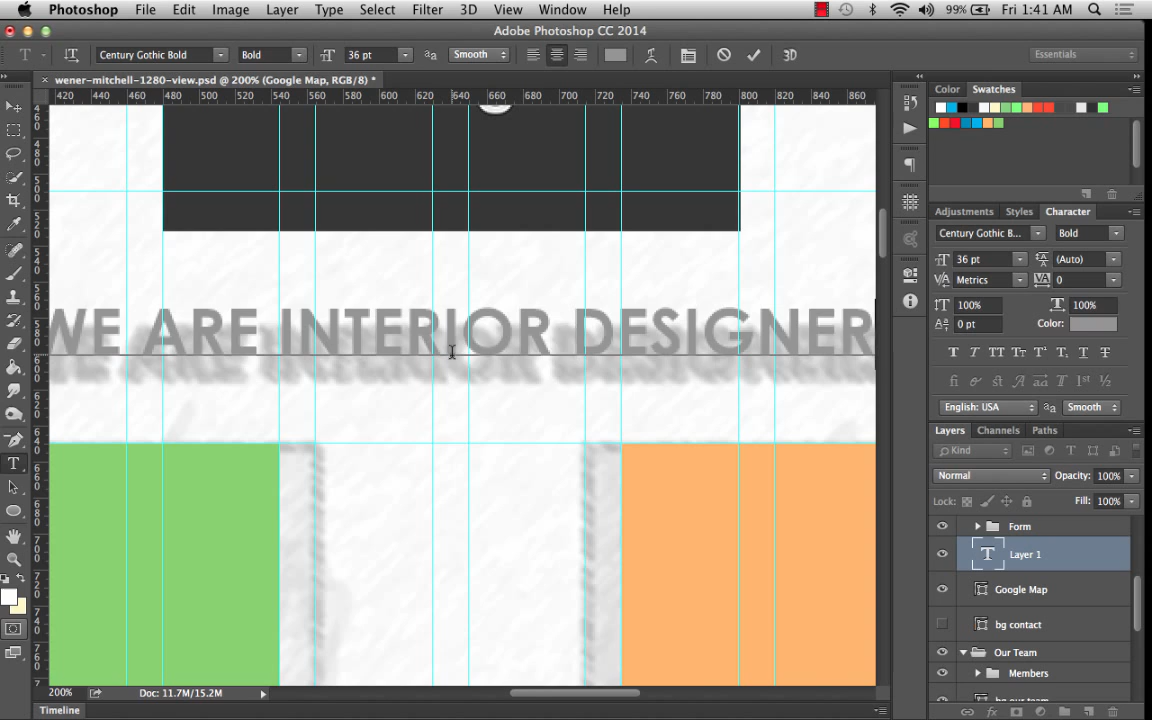 Photoshop File Edit Image Layer Type Select Filter 3D View Window Help 99% Fri 1:41 AM
Adobe Photoshop CC 2014
T Century Gothic Bold Bold 36 pt aa Smooth 3D Essentials
wener-mitchell-1280-view.psd @ 200% (Google Map, RGB/8) *
420 440 460 480 500 520 540 560 580 600 620 640 660 680 700 720 740 760 780 800 820 840 860
Color Swatches
Adjustments Styles Character
Century Gothic B... Bold
36 pt (Auto)
Metrics 0
100% 100%
0 pt Color:
English: USA aa Smooth
WE ARE INTERIOR DESIGNER
Layers Channels Paths
Kind
Normal Opacity: 100%
Lock: Fill: 100%
Form
Layer 1
Google Map
bg contact
Our Team
Members
bg our team
200% Doc: 11.7M/15.2M
Timeline